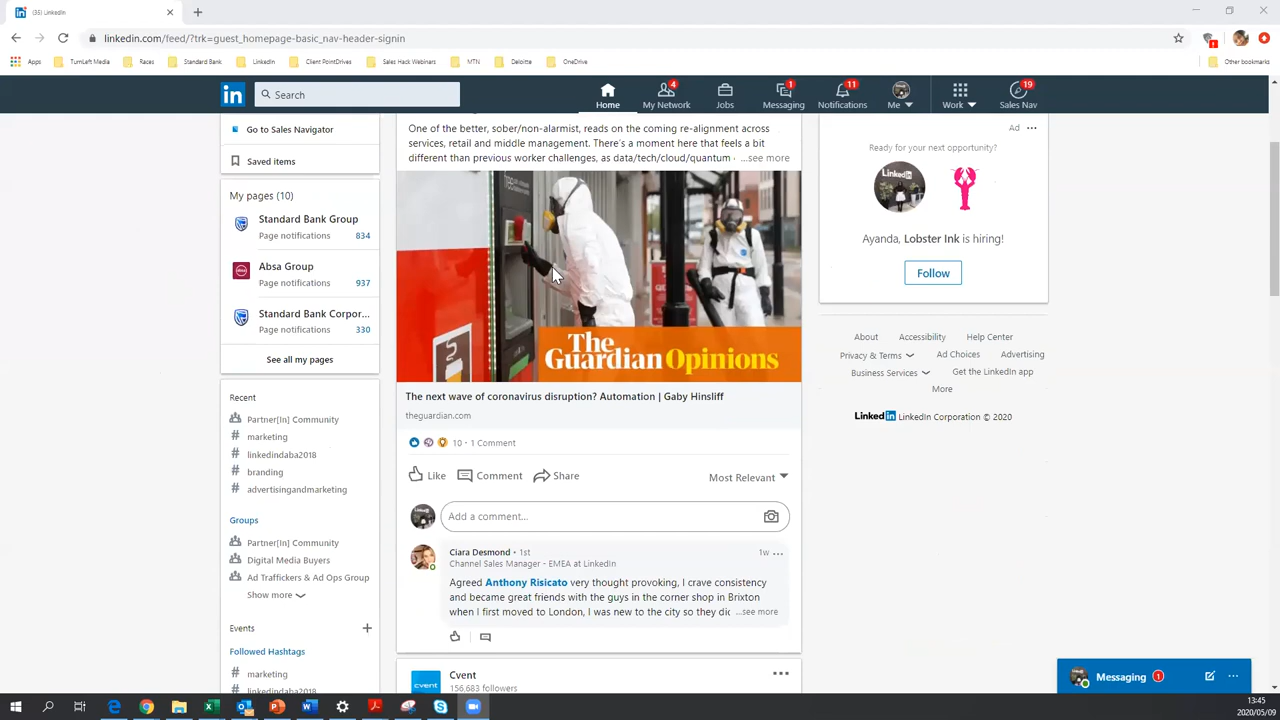 (35) LinkedIn
linkedin.com/feed/?trk=guest_homepage-basic_nav-header-signin
Apps TurnLeft Media Races Standard Bank LinkedIn Client PointDrives Sales Hack Webinars MTN Deloitte OneDrive Other bookmarks
in Search
Home
4 My Network
Jobs
1 Messaging
11 Notifications
Me
Work
19 Sales Nav
Go to Sales Navigator
Saved items
My pages (10)
Standard Bank Group
Page notifications 834
Absa Group
Page notifications 937
Standard Bank Corpor...
Page notifications 330
See all my pages
Recent
Partner[In] Community
# marketing
# linkedindaba2018
# branding
# advertisingandmarketing
Groups
Partner[In] Community
Digital Media Buyers
Ad Traffickers & Ad Ops Group
Show more
Events +
Followed Hashtags
# marketing
# linkedindaba2018
One of the better, sober/non-alarmist, reads on the coming re-alignment across
services, retail and middle management. There's a moment here that feels a bit
different than previous worker challenges, as data/tech/cloud/quantum ...see more
The
Guardian Opinions
The next wave of coronavirus disruption? Automation | Gaby Hinsliff
theguardian.com
10 · 1 Comment
Like Comment Share Most Relevant
Add a comment...
Ciara Desmond • 1st 1w ...
Channel Sales Manager - EMEA at LinkedIn
Agreed Anthony Risicato very thought provoking, I crave consistency
and became great friends with the guys in the corner shop in Brixton
when I first moved to London, I was new to the city so they did ...see more
Cvent
156,683 followers
cvent
Ad ...
Ready for your next opportunity?
LinkedIn
Ayanda, Lobster Ink is hiring!
Follow
About Accessibility Help Center
Privacy & Terms Ad Choices Advertising
Business Services Get the LinkedIn app
More
LinkedIn LinkedIn Corporation © 2020
Messaging 1
13:45
2020/05/09